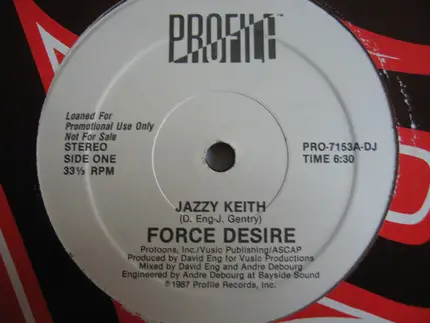 PROFILE™
Loaned For
Promotional Use Only
Not For Sale
STEREO
SIDE ONE
33⅓ RPM
PRO-7153A-DJ
TIME 6:30
JAZZY KEITH
(D. Eng-J. Gentry)
FORCE DESIRE
Protoons, Inc./Vusic Publishing/ASCAP
Produced by David Eng for Vusic Productions
Mixed by David Eng and Andre Debourg
Engineered by Andre Debourg at Bayside Sound
℗1987 Profile Records, Inc.